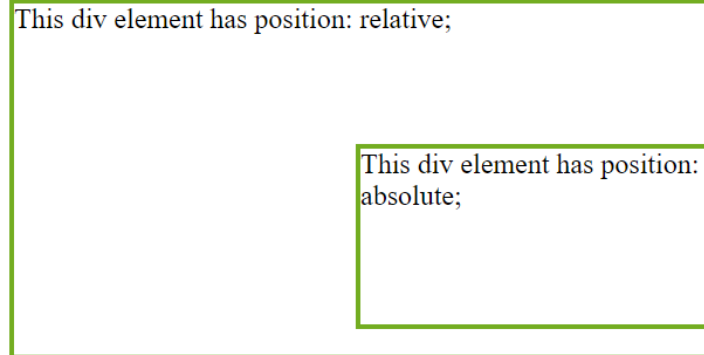 This div element has position: relative;
This div element has position:
absolute;